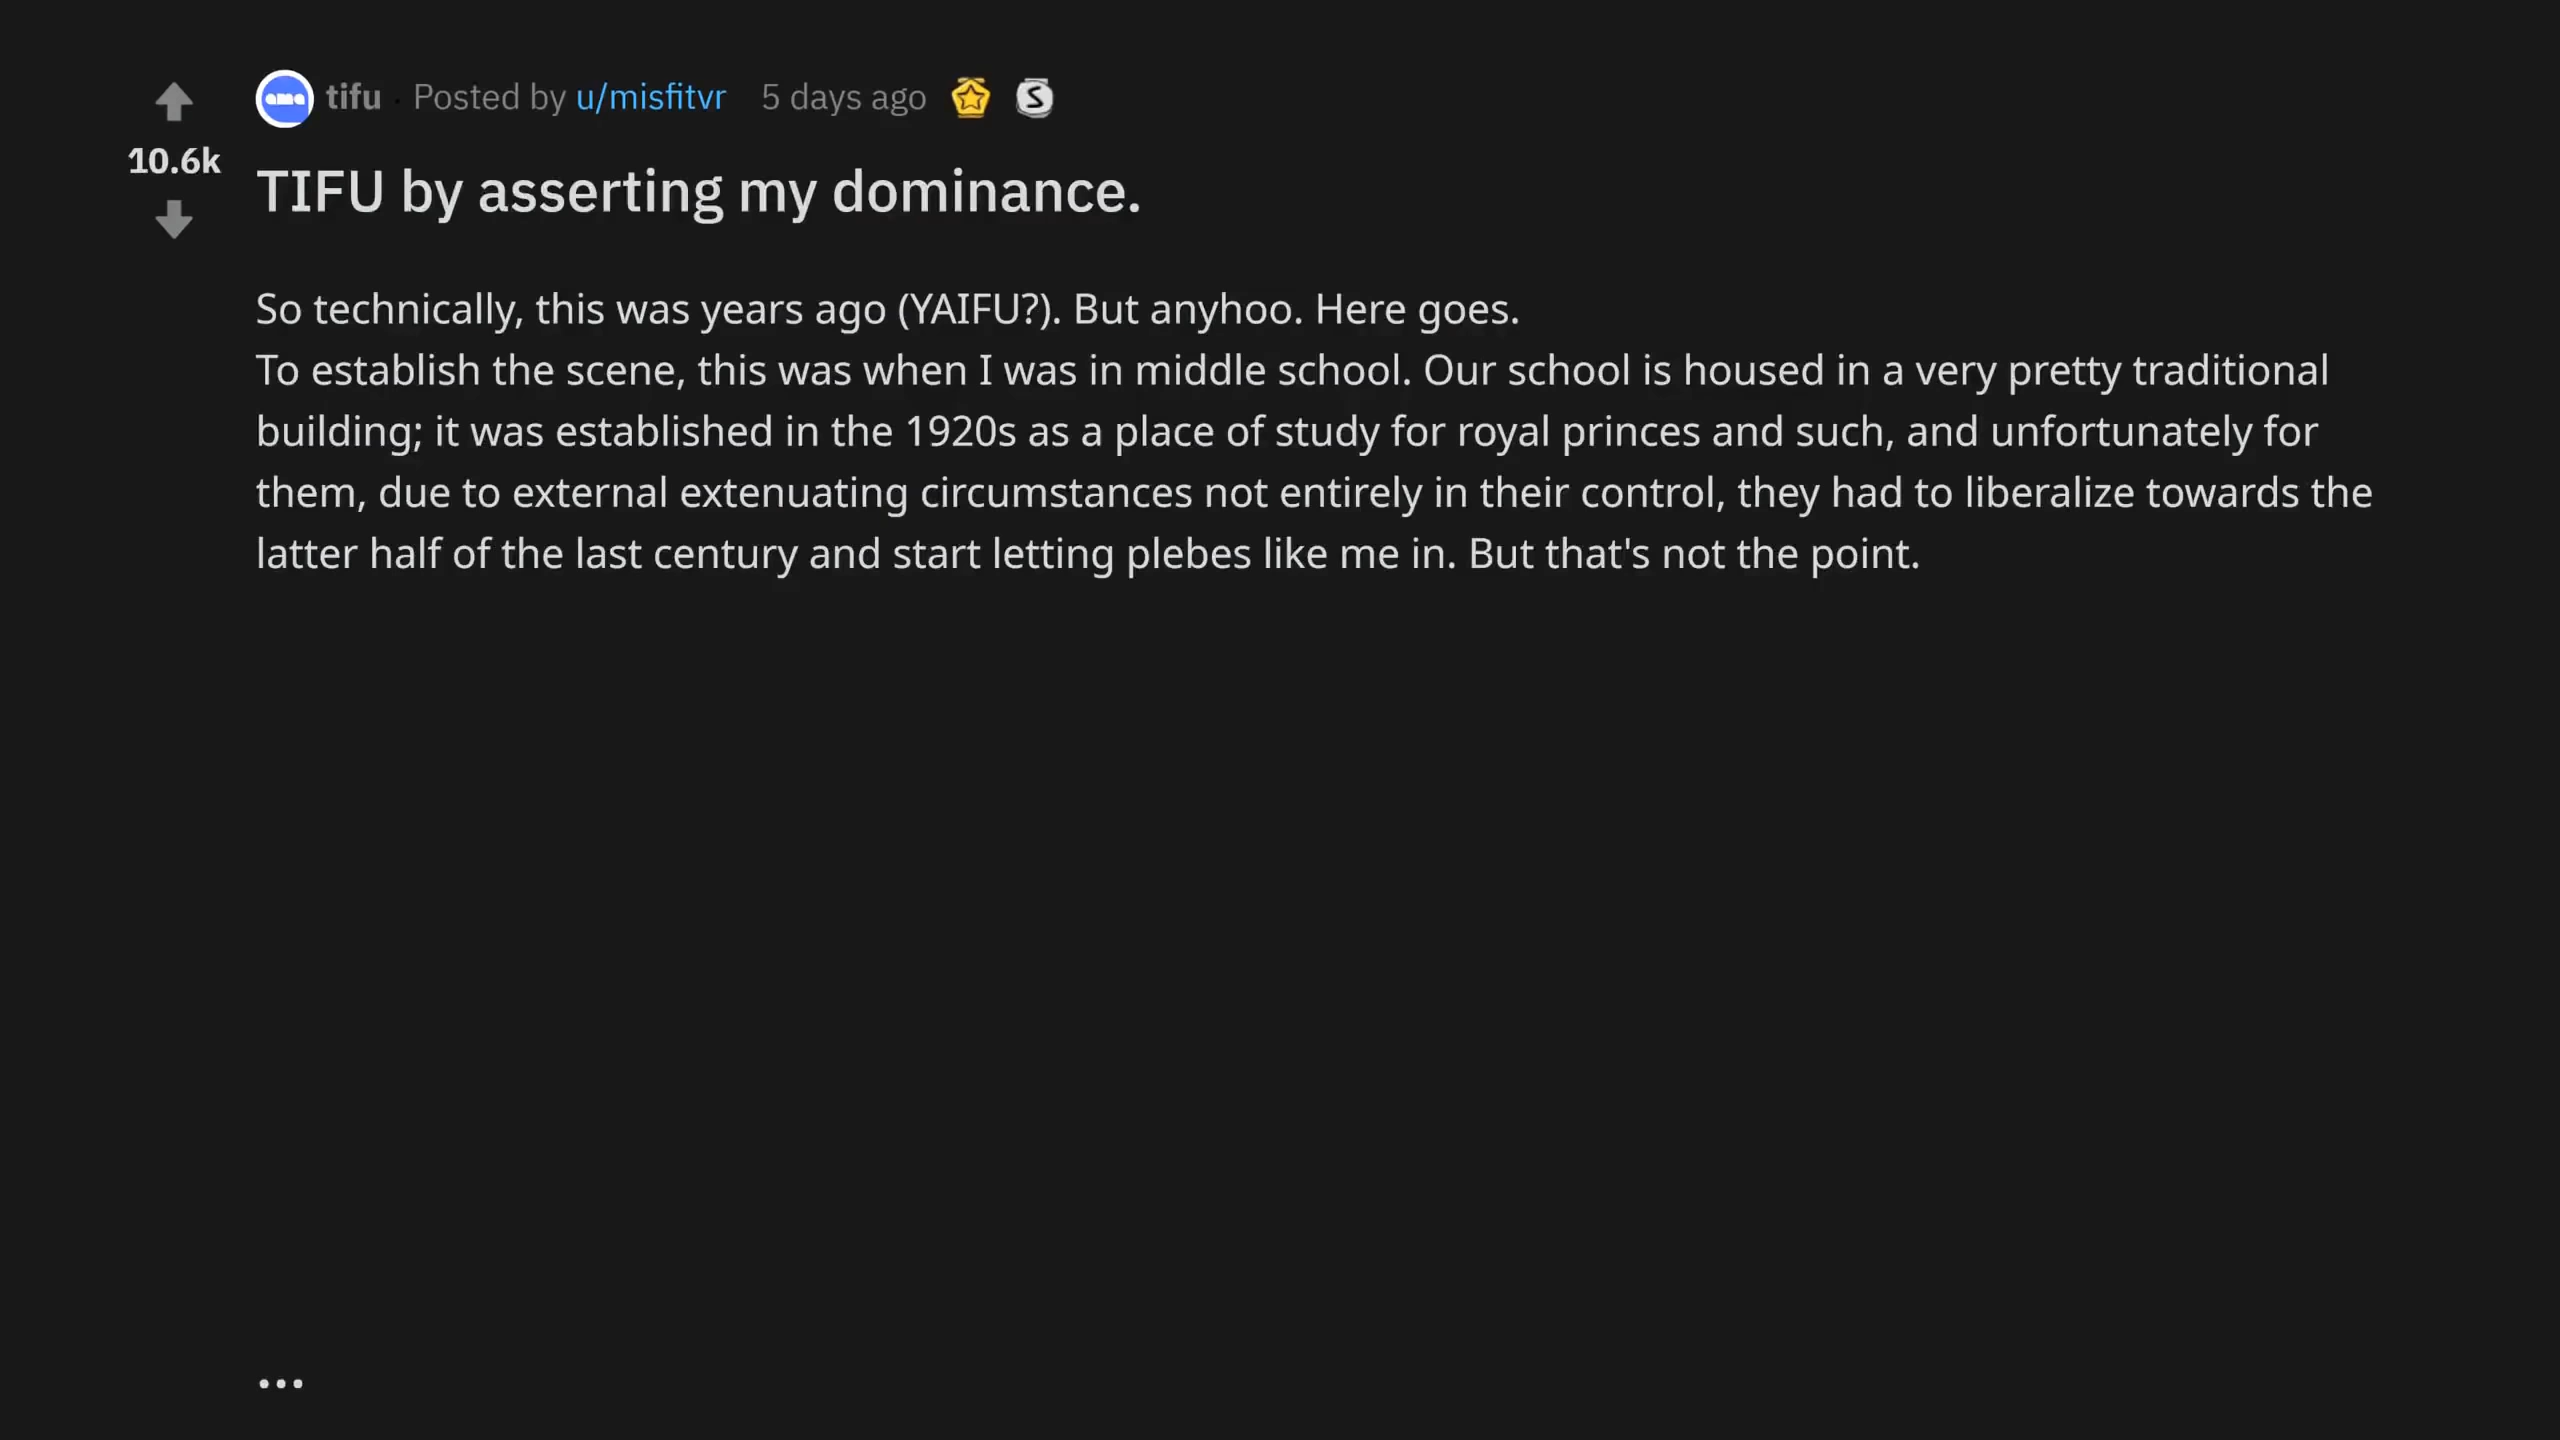 ama tifu · Posted by u/misfitvr 5 days ago S
10.6k
TIFU by asserting my dominance.
So technically, this was years ago (YAIFU?). But anyhoo. Here goes.
To establish the scene, this was when I was in middle school. Our school is housed in a very pretty traditional
building; it was established in the 1920s as a place of study for royal princes and such, and unfortunately for
them, due to external extenuating circumstances not entirely in their control, they had to liberalize towards the
latter half of the last century and start letting plebes like me in. But that's not the point.
...